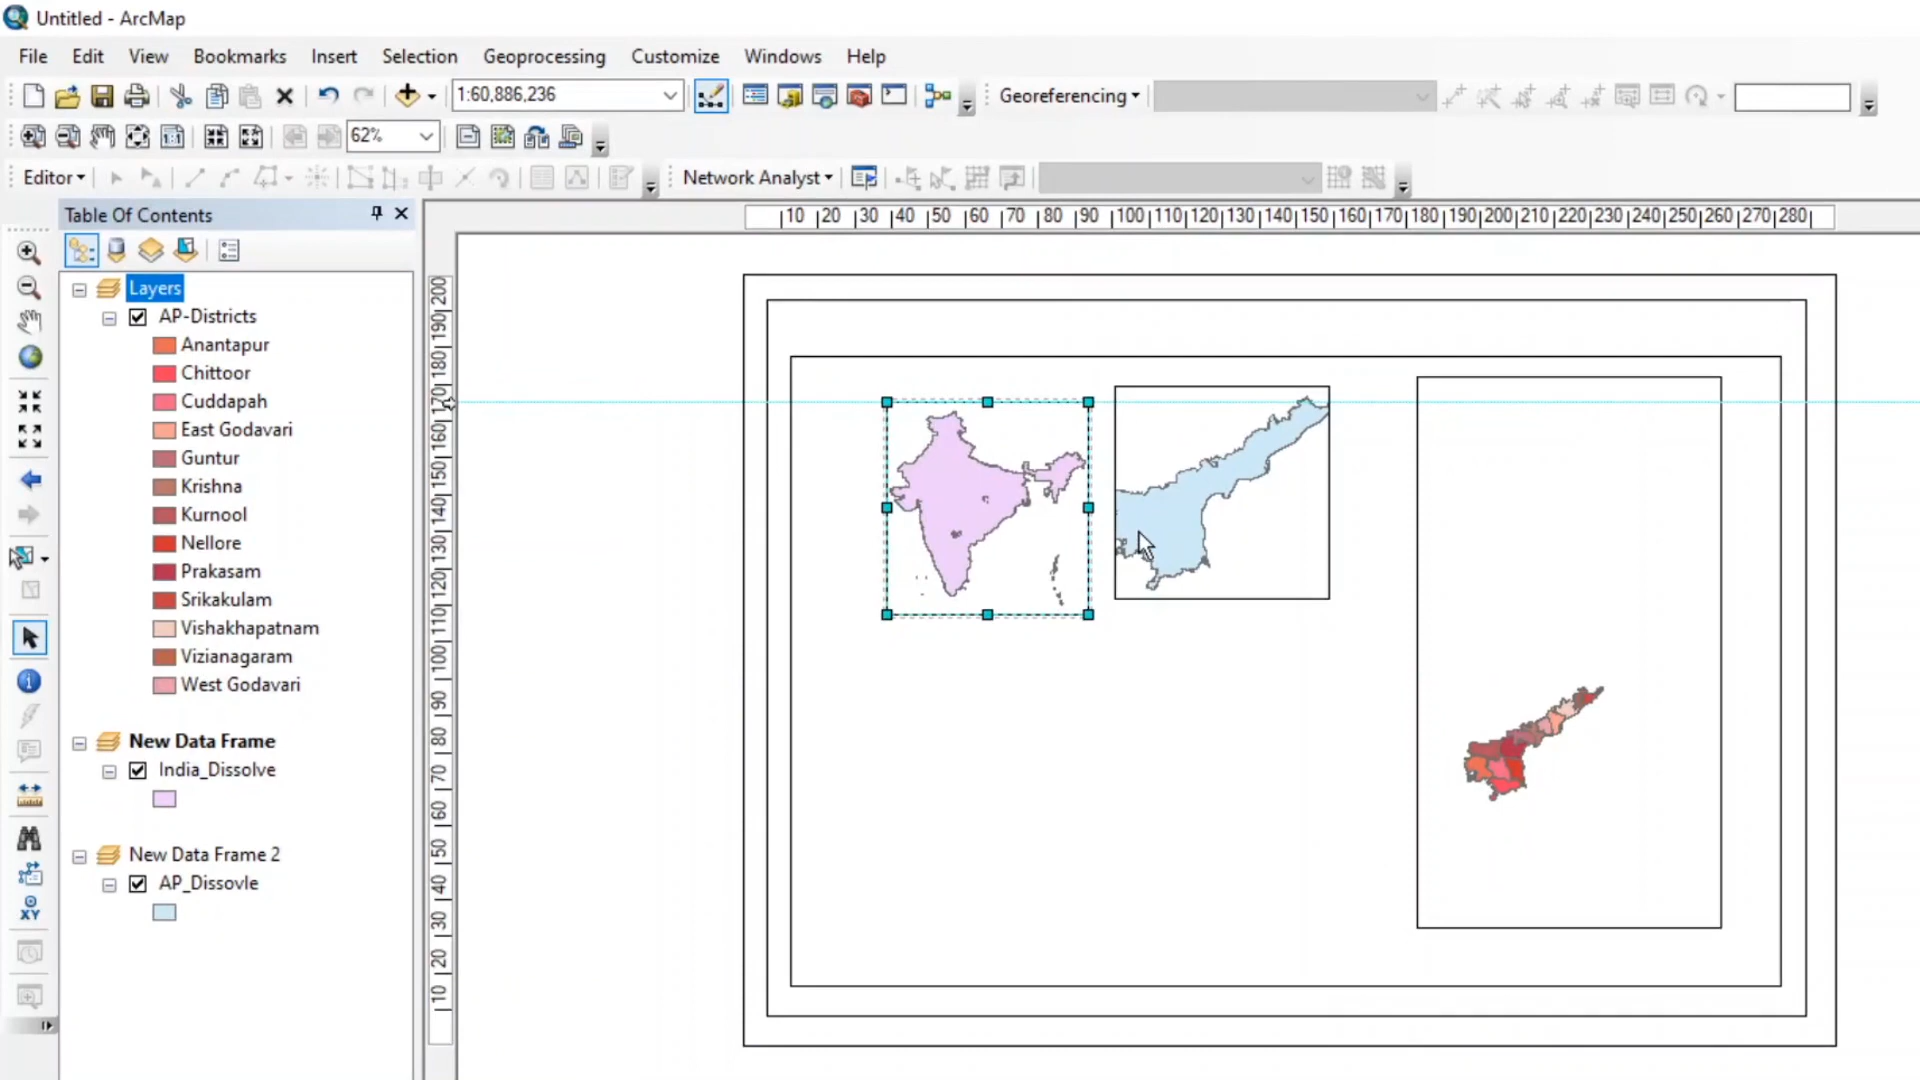 Untitled - ArcMap
File Edit View Bookmarks Insert Selection Geoprocessing Customize Windows Help
1:60,886,236 Georeferencing
1:1 62%
Editor Network Analyst
Table Of Contents
10 20 30 40 50 60 70 80 90 100 110 120 130 140 150 160 170 180 190 200 210 220 230 240 250 260 270 280
Layers
AP-Districts
Anantapur
Chittoor
Cuddapah
East Godavari
Guntur
Krishna
Kurnool
Nellore
Prakasam
Srikakulam
Vishakhapatnam
Vizianagaram
West Godavari
New Data Frame
India_Dissolve
New Data Frame 2
AP_Dissovle
XY
200
190
180
170
160
150
140
130
120
110
100
90
80
70
60
50
40
30
20
10